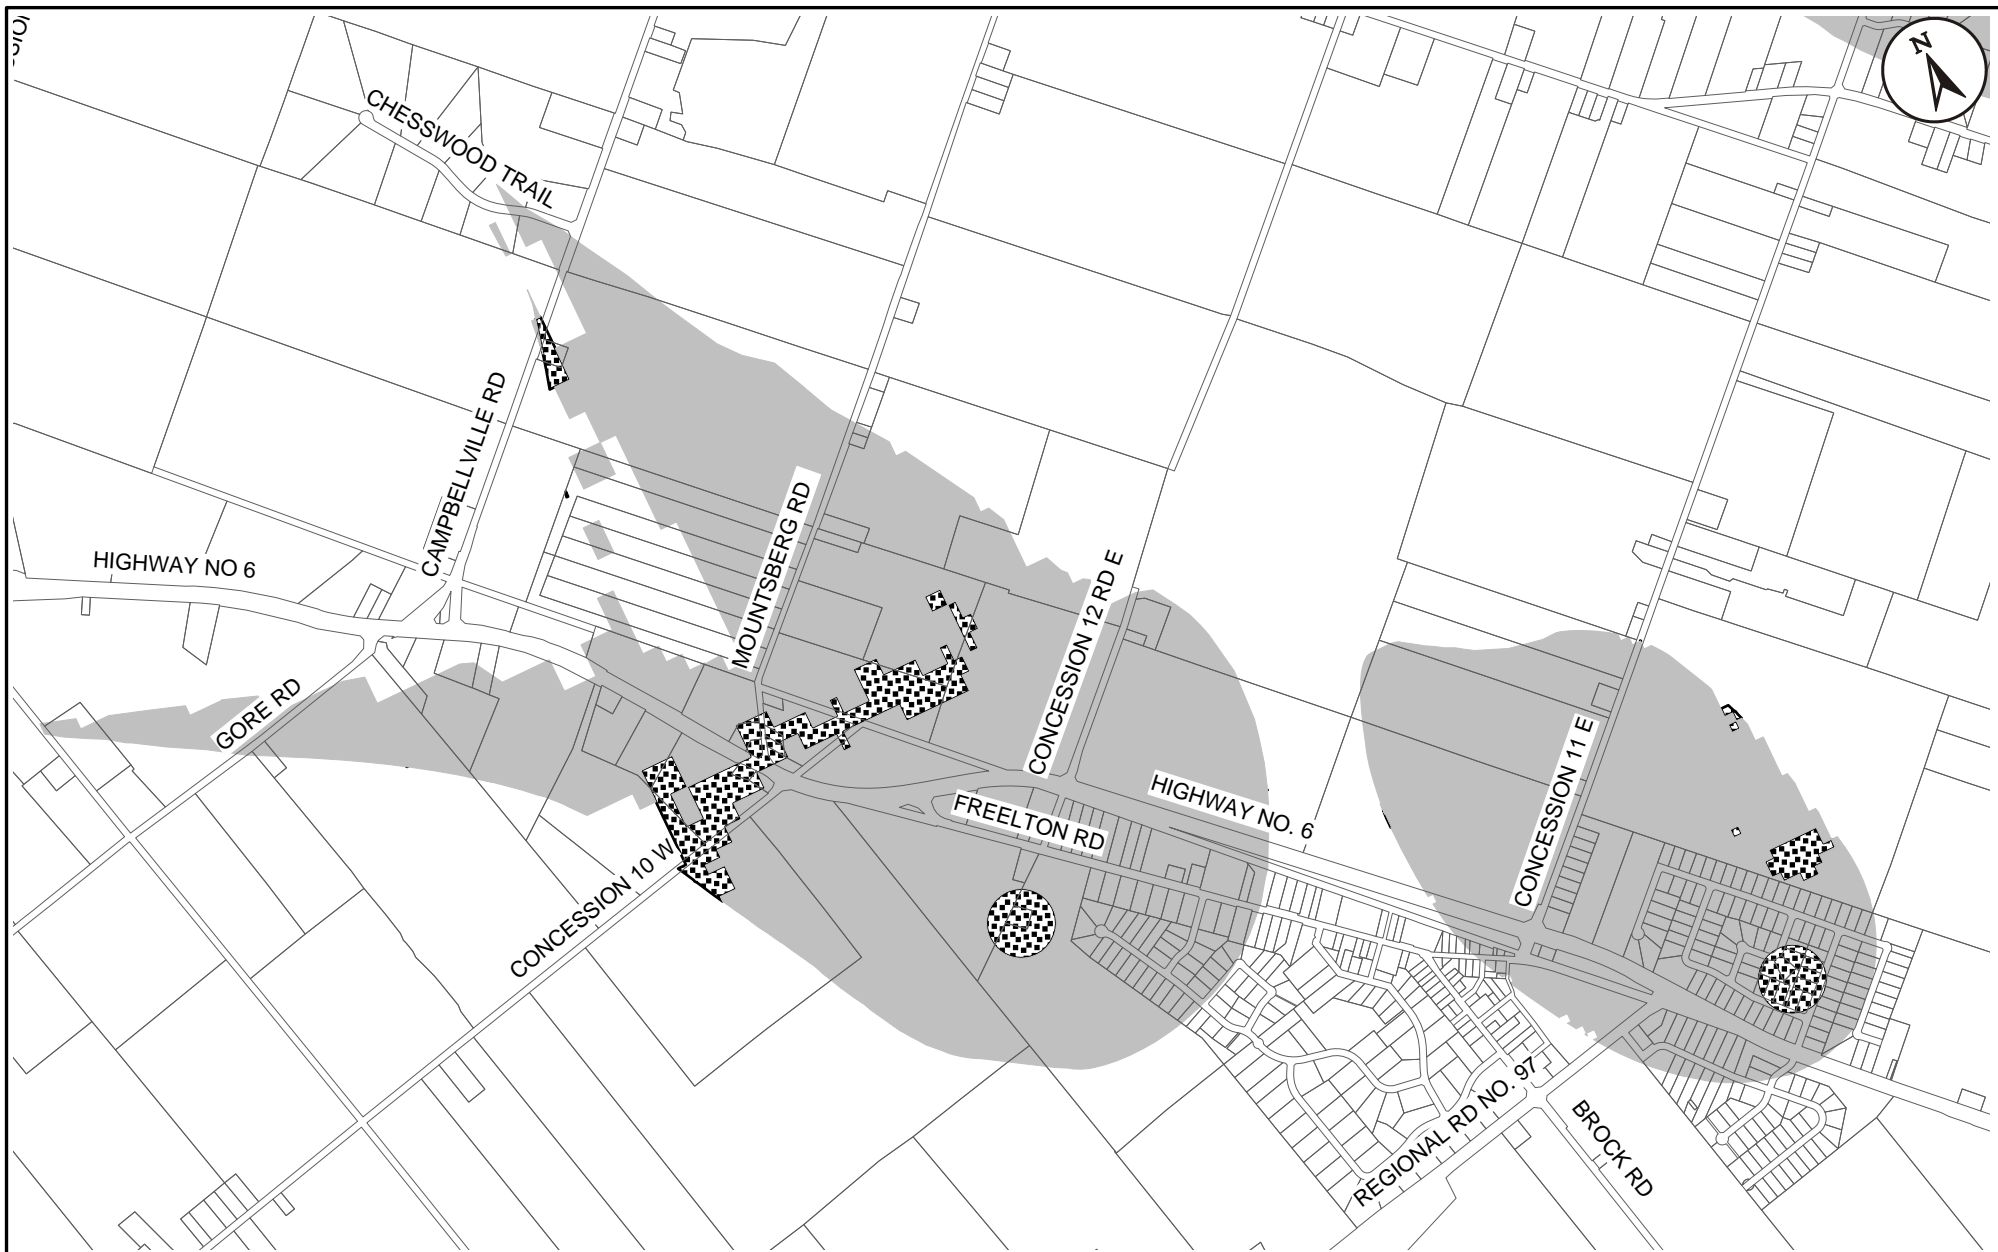 N
CHESSWOOD TRAIL
CAMPBELLVILLE RD
MOUNTSBERG RD
HIGHWAY NO 6
CONCESSION 12 RD E
GORE RD
CONCESSION 11 E
HIGHWAY NO. 6
FREELTON RD
CONCESSION 10 W
REGIONAL RD NO. 97
BROCK RD